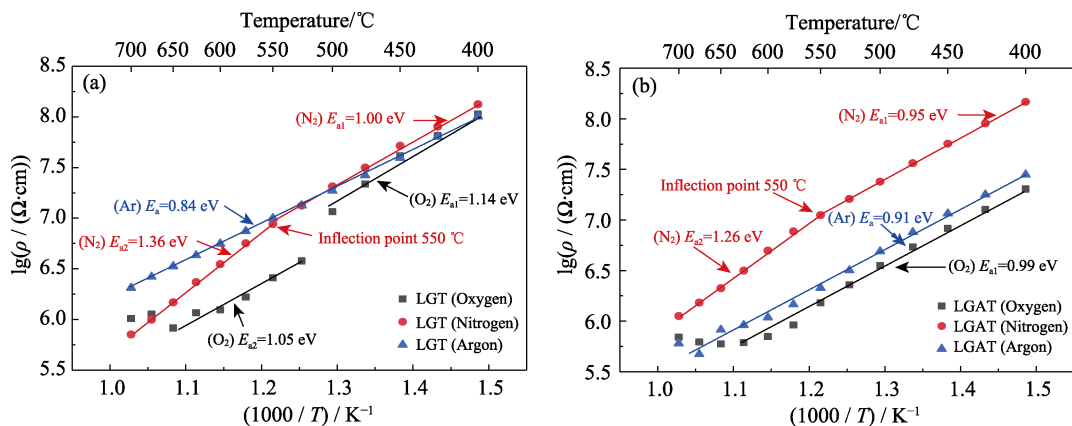 Temperature/℃
700 650 600 550 500 450 400
(a)
8.5
8.0
7.5
7.0
6.5
6.0
5.5
lg(ρ / (Ω·cm))
(N₂) Eₐ₁=1.00 eV
(O₂) Eₐ₁=1.14 eV
(Ar) Eₐ=0.84 eV
(N₂) Eₐ₂=1.36 eV
Inflection point 550 ℃
(O₂) Eₐ₂=1.05 eV
LGT (Oxygen)
LGT (Nitrogen)
LGT (Argon)
1.0 1.1 1.2 1.3 1.4 1.5
(1000 / T) / K⁻¹
Temperature/℃
700 650 600 550 500 450 400
(b)
8.5
8.0
7.5
7.0
6.5
6.0
5.5
lg(ρ / (Ω·cm))
(N₂) Eₐ₁=0.95 eV
Inflection point 550 ℃
(Ar) Eₐ=0.91 eV
(N₂) Eₐ₂=1.26 eV
(O₂) Eₐ₁=0.99 eV
LGAT (Oxygen)
LGAT (Nitrogen)
LGAT (Argon)
1.0 1.1 1.2 1.3 1.4 1.5
(1000 / T) / K⁻¹